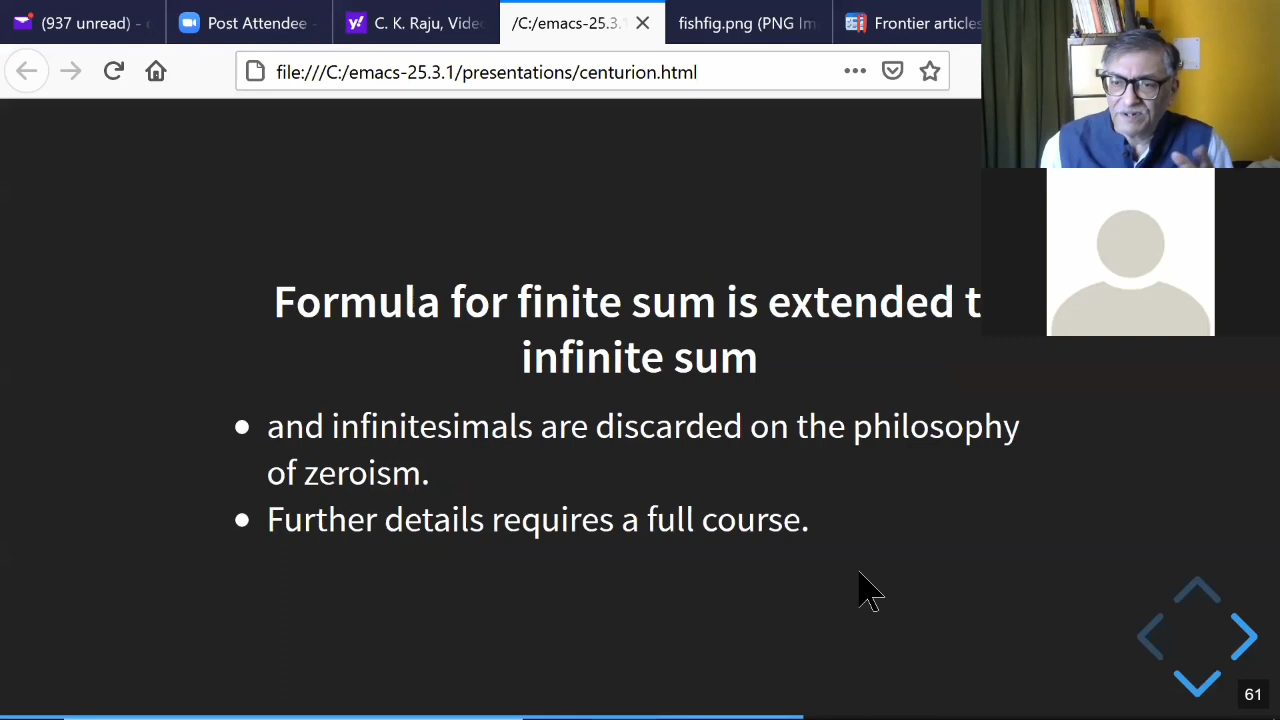 (937 unread) - c
Post Attendee -
C. K. Raju, Vide
/C:/emacs-25.3.1
fishfig.png (PNG Im
Frontier articles
file:///C:/emacs-25.3.1/presentations/centurion.html
Formula for finite sum is extended t
infinite sum
• and infinitesimals are discarded on the philosophy
of zeroism.
• Further details requires a full course.
61